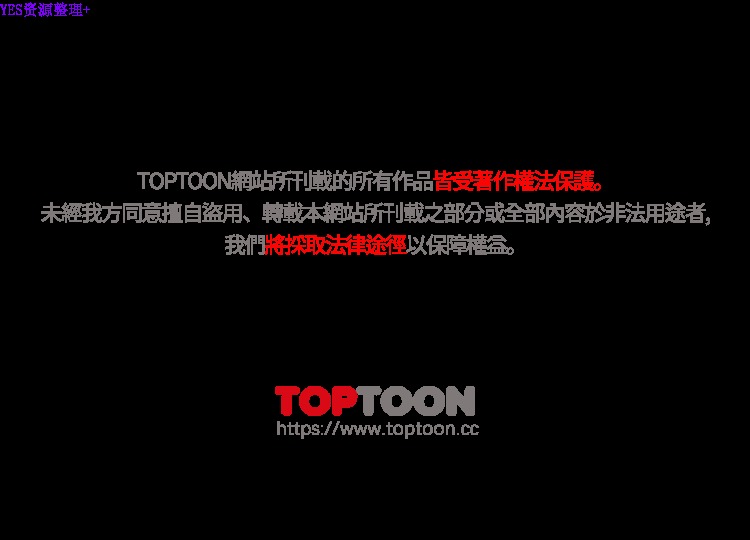 YES资源整理+
TOPTOON網站所刊載的所有作品皆受著作權法保護。
未經我方同意擅自盜用、轉載本網站所刊載之部分或全部內容於非法用途者,
我們將採取法律途徑以保障權益。
TOPTOON
https://www.toptoon.cc